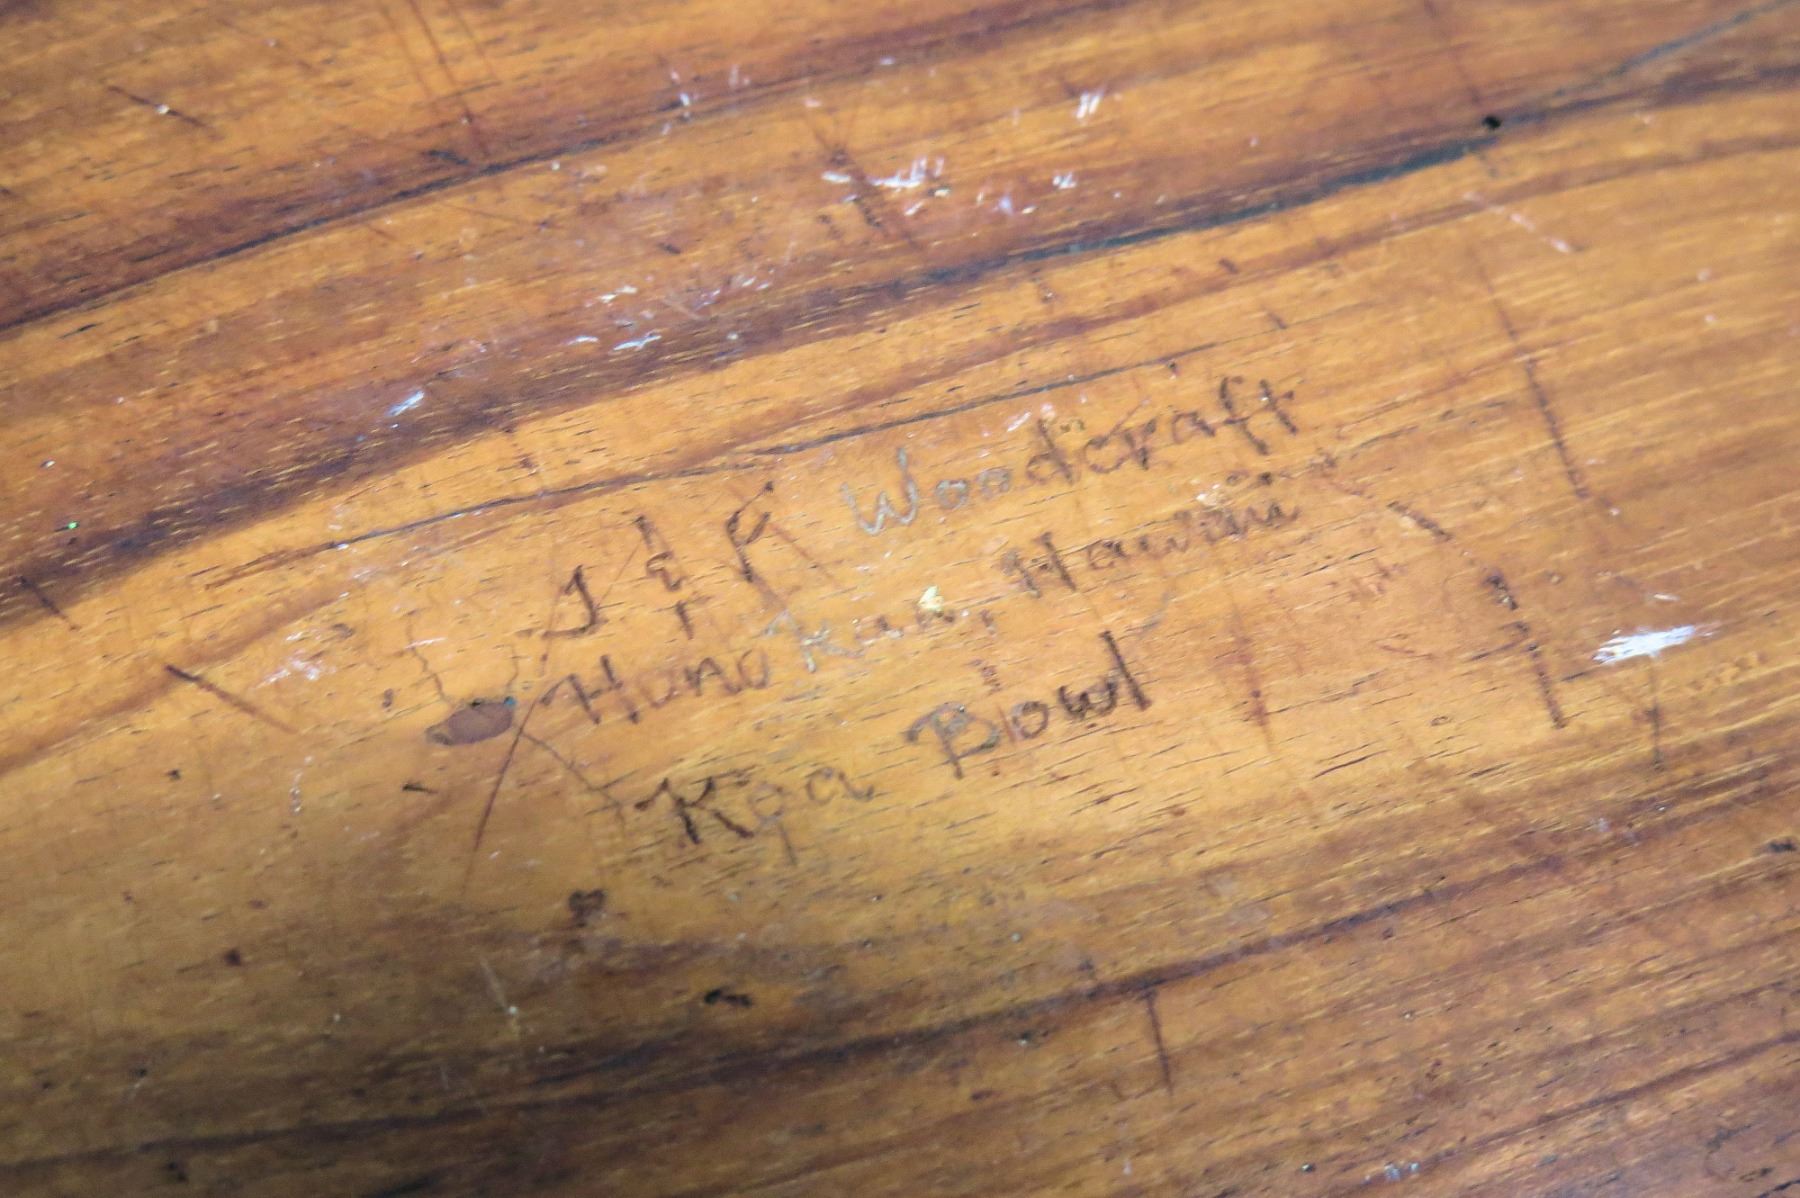 J & P Woodcraft
Honokaa, Hawaii
Koa Bowl